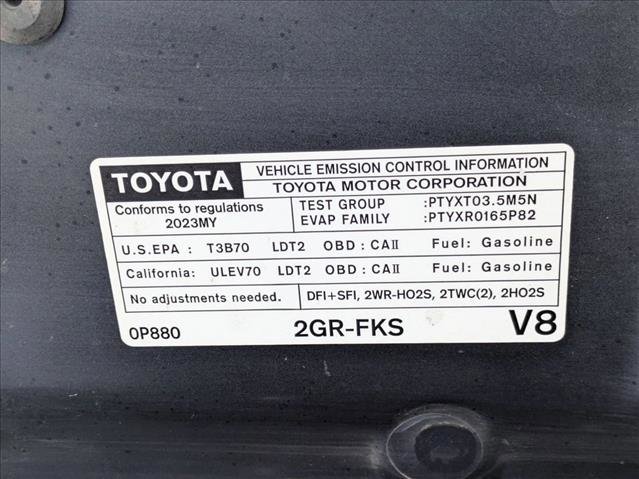 TOYOTA
VEHICLE EMISSION CONTROL INFORMATION
TOYOTA MOTOR CORPORATION
Conforms to regulations
2023MY
TEST GROUP :PTYXT03.5M5N
EVAP FAMILY :PTYXR0165P82
U.S.EPA : T3B70 LDT2 OBD : CAII Fuel: Gasoline
California: ULEV70 LDT2 OBD : CAII Fuel: Gasoline
No adjustments needed. DFI+SFI, 2WR-HO2S, 2TWC(2), 2HO2S
0P880 2GR-FKS V8